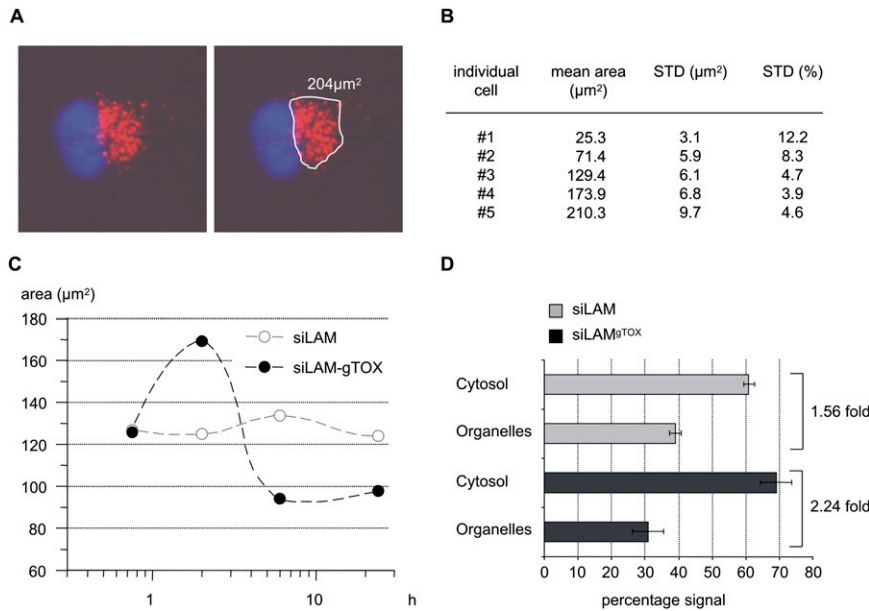 A
204µm²
B
individual cell mean area (µm²) STD (µm²) STD (%)
#1 25.3 3.1 12.2
#2 71.4 5.9 8.3
#3 129.4 6.1 4.7
#4 173.9 6.8 3.9
#5 210.3 9.7 4.6
C
area (µm²)
180
160
140
120
100
80
60
1 10 h
siLAM
siLAM-gTOX
D
siLAM
siLAMgTOX
Cytosol
Organelles
1.56 fold
Cytosol
Organelles
2.24 fold
0 10 20 30 40 50 60 70 80
percentage signal